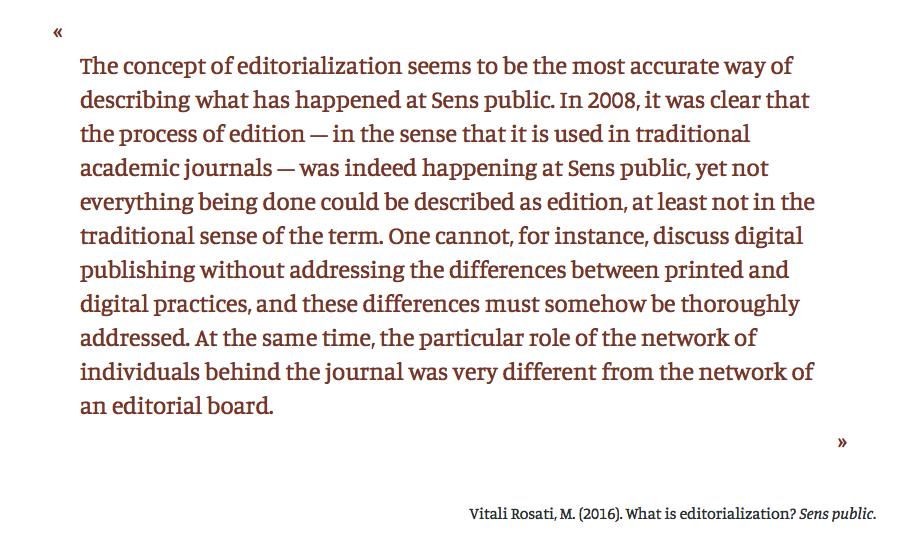 «
The concept of editorialization seems to be the most accurate way of
describing what has happened at Sens public. In 2008, it was clear that
the process of edition — in the sense that it is used in traditional
academic journals — was indeed happening at Sens public, yet not
everything being done could be described as edition, at least not in the
traditional sense of the term. One cannot, for instance, discuss digital
publishing without addressing the differences between printed and
digital practices, and these differences must somehow be thoroughly
addressed. At the same time, the particular role of the network of
individuals behind the journal was very different from the network of
an editorial board.
»
Vitali Rosati, M. (2016). What is editorialization? Sens public.